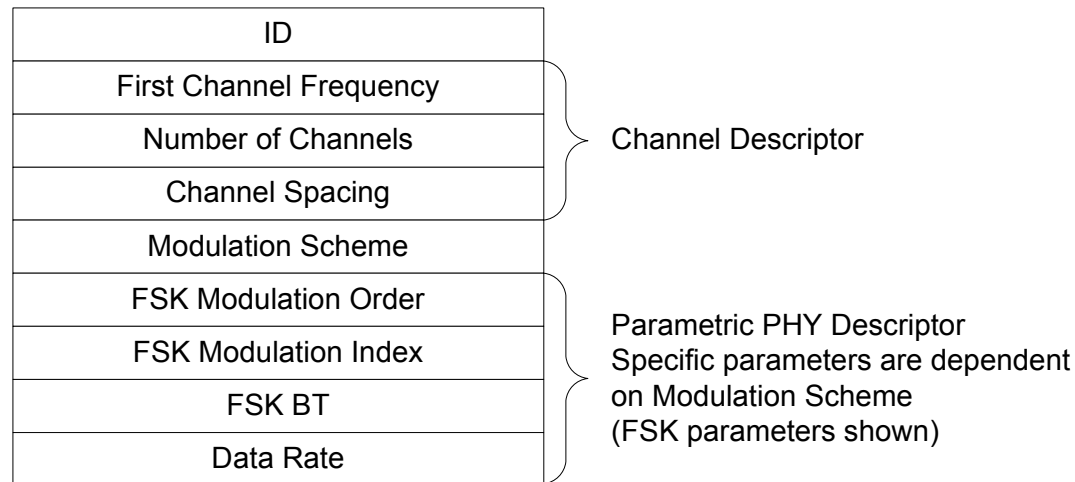 ID
First Channel Frequency
Number of Channels
Channel Spacing
Channel Descriptor
Modulation Scheme
FSK Modulation Order
FSK Modulation Index
FSK BT
Data Rate
Parametric PHY Descriptor
Specific parameters are dependent
on Modulation Scheme
(FSK parameters shown)